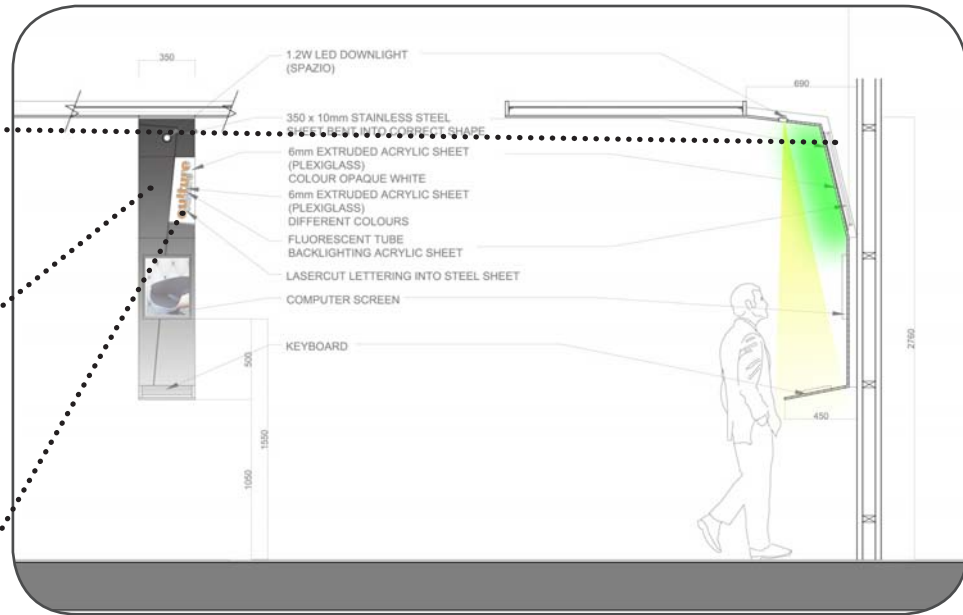 350
1.2W LED DOWNLIGHT
(SPAZIO)
690
350 x 10mm STAINLESS STEEL
SHEET BENT INTO CORRECT SHAPE
6mm EXTRUDED ACRYLIC SHEET
(PLEXIGLASS)
COLOUR OPAQUE WHITE
6mm EXTRUDED ACRYLIC SHEET
(PLEXIGLASS)
DIFFERENT COLOURS
FLUORESCENT TUBE
BACKLIGHTING ACRYLIC SHEET
LASERCUT LETTERING INTO STEEL SHEET
COMPUTER SCREEN
KEYBOARD
culture
500
1550
1050
450
2760